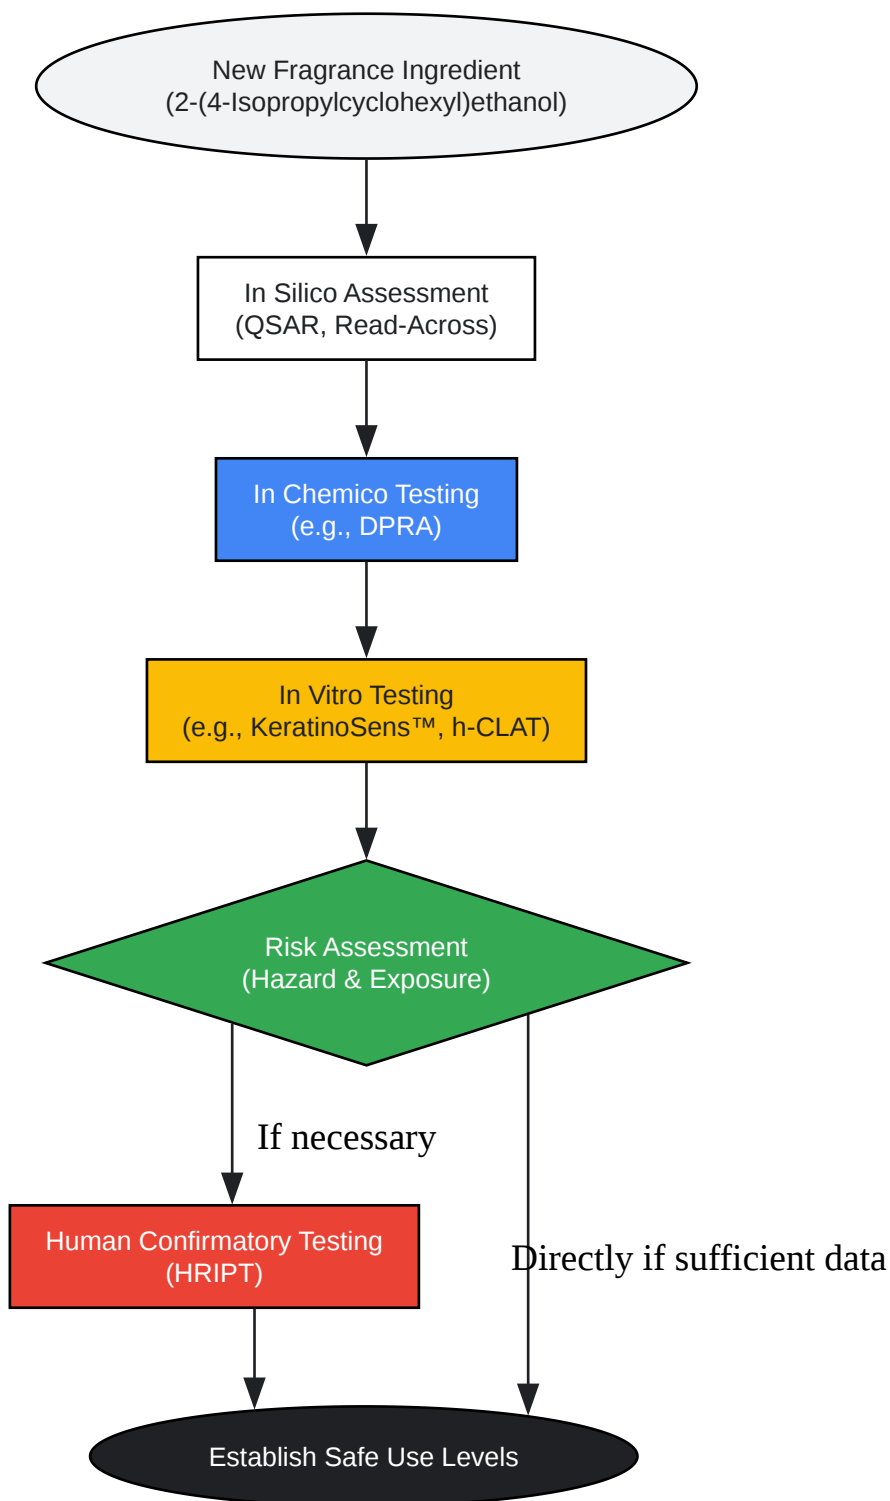 New Fragrance Ingredient
(2-(4-Isopropylcyclohexyl)ethanol)
In Silico Assessment
(QSAR, Read-Across)
In Chemico Testing
(e.g., DPRA)
In Vitro Testing
(e.g., KeratinoSens™, h-CLAT)
Risk Assessment
(Hazard & Exposure)
If necessary
Human Confirmatory Testing
(HRIPT)
Directly if sufficient data
Establish Safe Use Levels